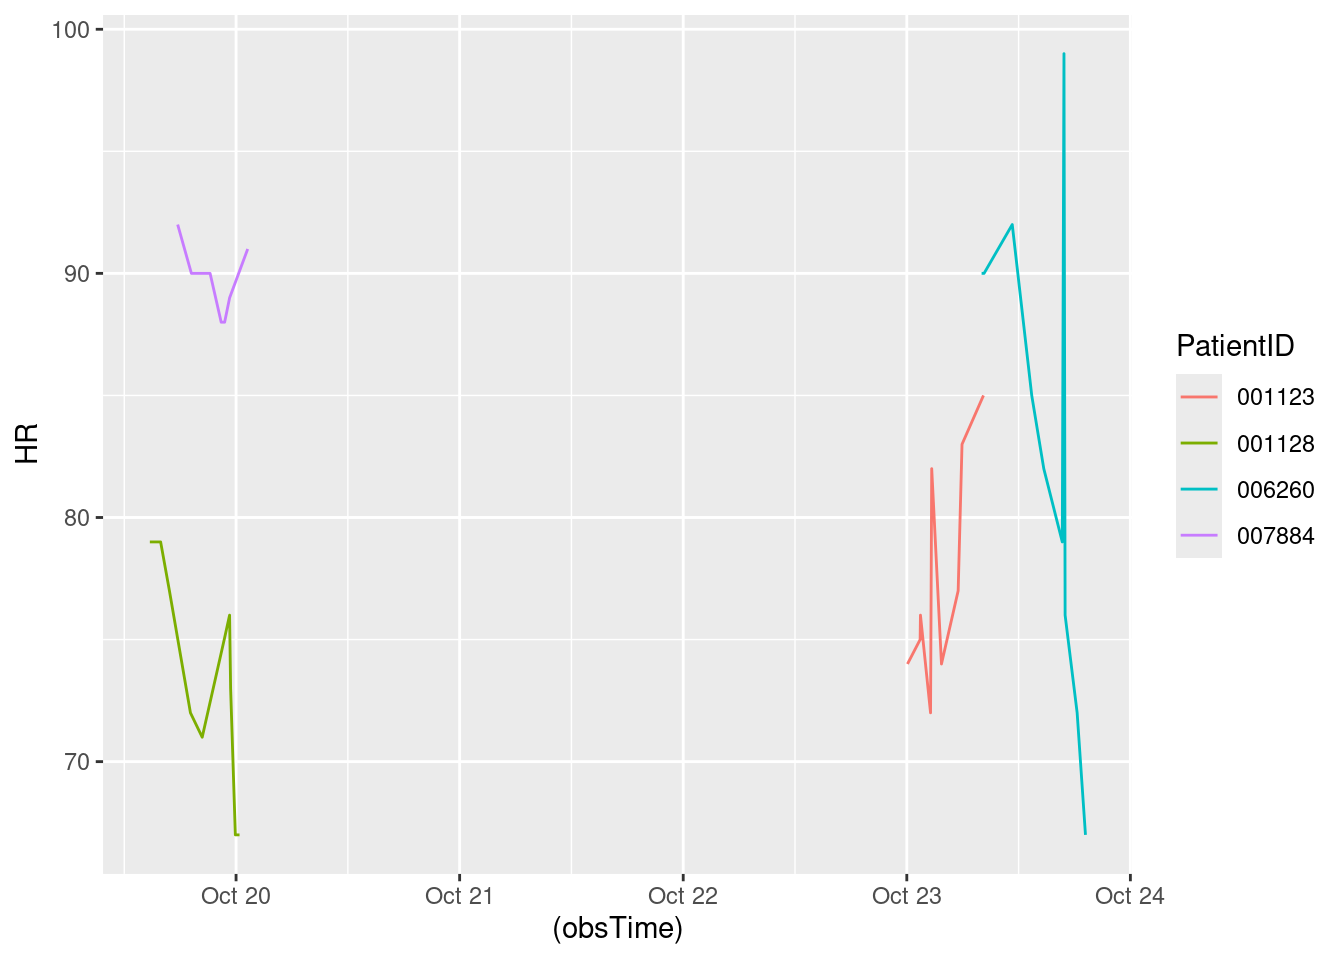 100
90
80
70
HR
Oct 20
Oct 21
Oct 22
Oct 23
Oct 24
(obsTime)
PatientID
001123
001128
006260
007884